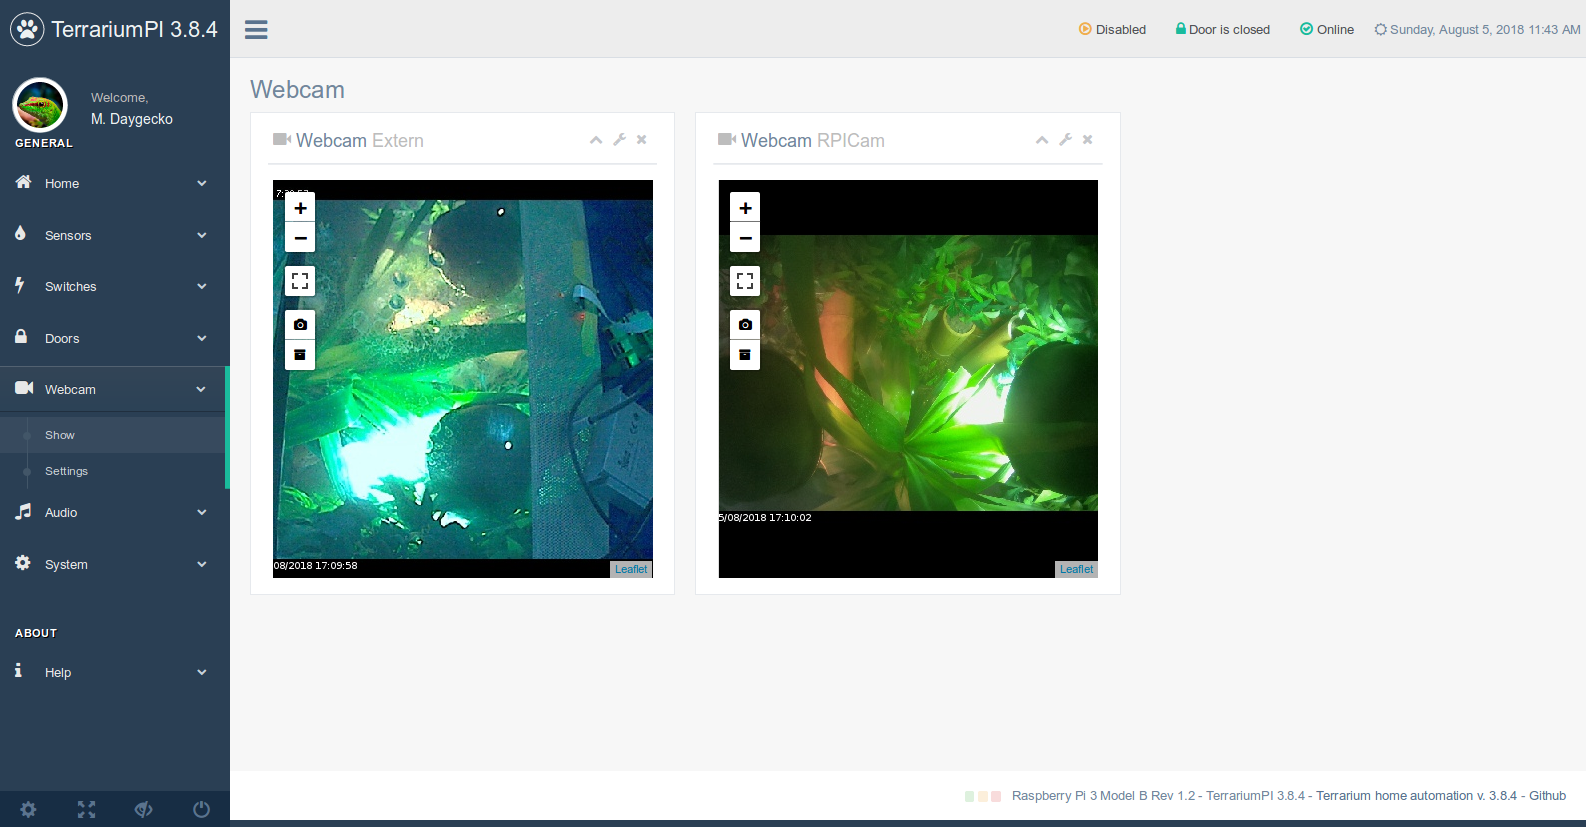 TerrariumPI 3.8.4
Disabled
Door is closed
Online
Sunday, August 5, 2018 11:43 AM
Welcome,
M. Daygecko
GENERAL
Home
Sensors
Switches
Doors
Webcam
Show
Settings
Audio
System
ABOUT
Help
Webcam
Webcam Extern
08/2018 17:09:58
Leaflet
Webcam RPICam
5/08/2018 17:10:02
Leaflet
Raspberry Pi 3 Model B Rev 1.2 - TerrariumPI 3.8.4 - Terrarium home automation v. 3.8.4 - Github